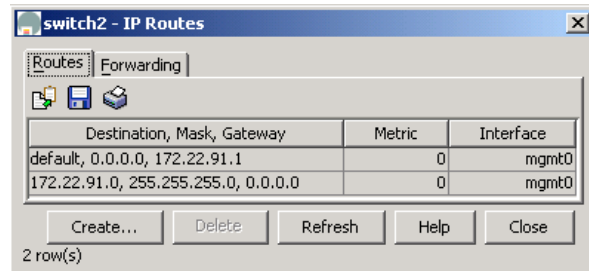 switch2 - IP Routes
Routes Forwarding
Destination, Mask, Gateway Metric Interface
default, 0.0.0.0, 172.22.91.1 0 mgmt0
172.22.91.0, 255.255.255.0, 0.0.0.0 0 mgmt0
Create... Delete Refresh Help Close
2 row(s)